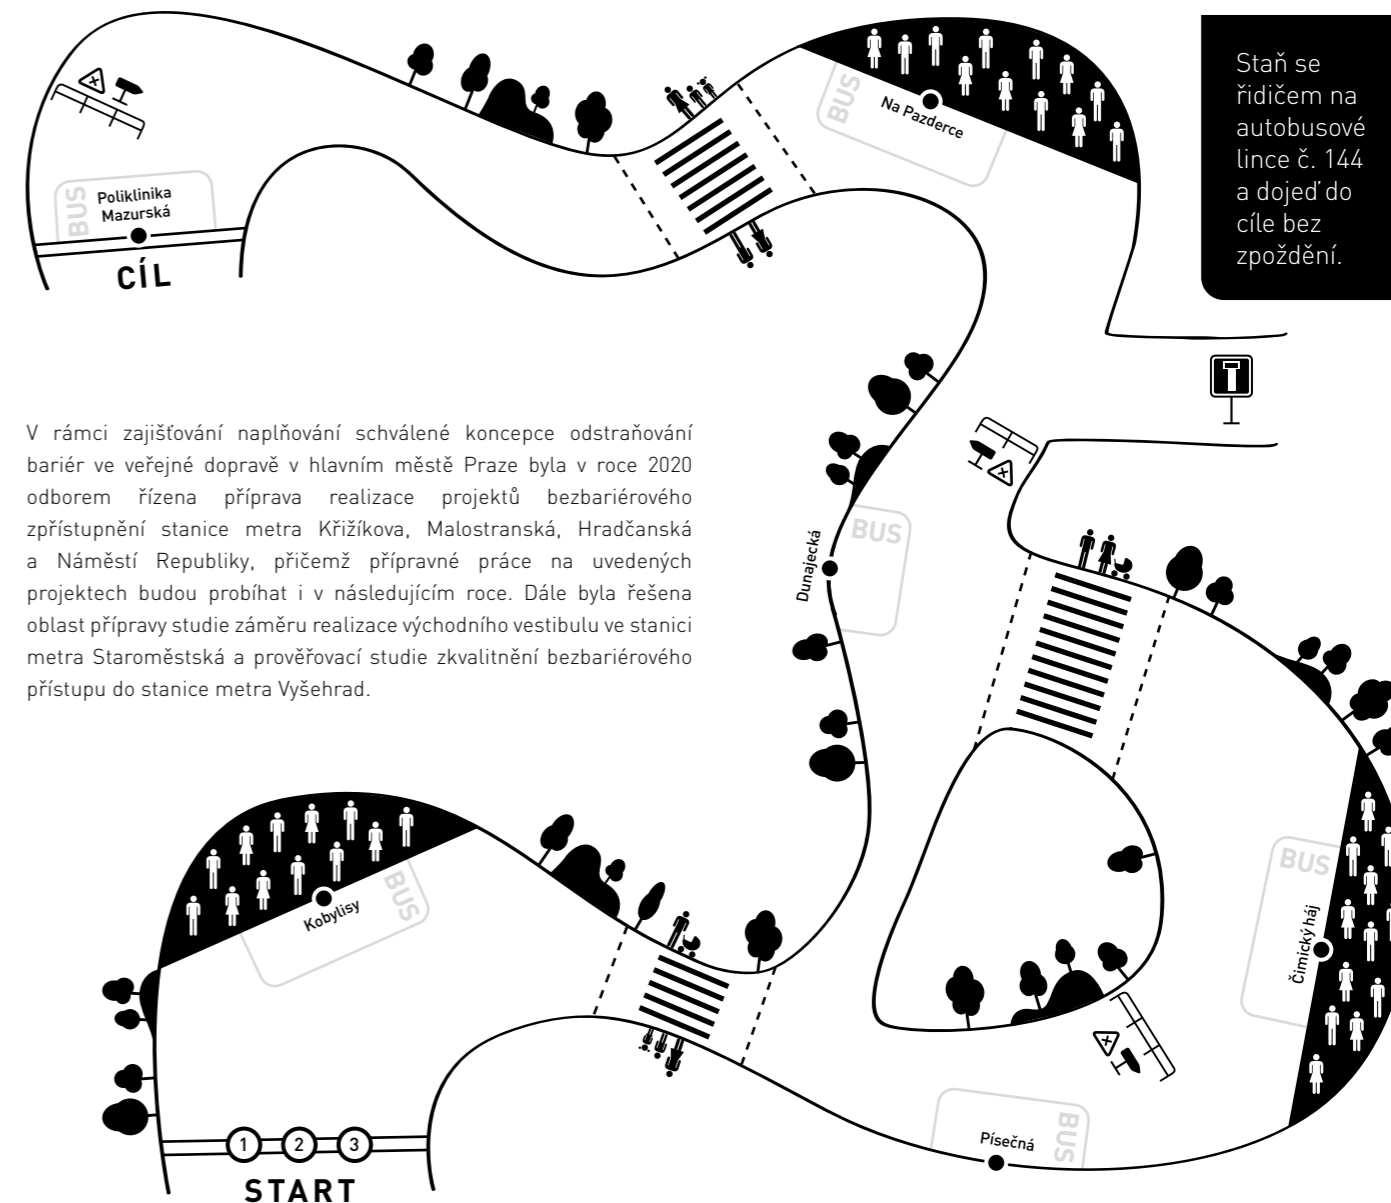 Staň se
řidičem na
autobusové
lince č. 144
a dojeď do
cíle bez
zpoždění.
BUS
Na Pazderce
BUS
Poliklinika
Mazurská
CÍL
V rámci zajišťování naplňování schválené koncepce odstraňování
bariér ve veřejné dopravě v hlavním městě Praze byla v roce 2020
odborem řízena příprava realizace projektů bezbariérového
zpřístupnění stanice metra Křižíkova, Malostranská, Hradčanská
a Náměstí Republiky, přičemž přípravné práce na uvedených
projektech budou probíhat i v následujícím roce. Dále byla řešena
oblast přípravy studie záměru realizace východního vestibulu ve stanici
metra Staroměstská a prověřovací studie zkvalitnění bezbariérového
přístupu do stanice metra Vyšehrad.
BUS
Dunajecká
BUS
Kobylisy
BUS
Čimický háj
BUS
Písečná
1 2 3
START